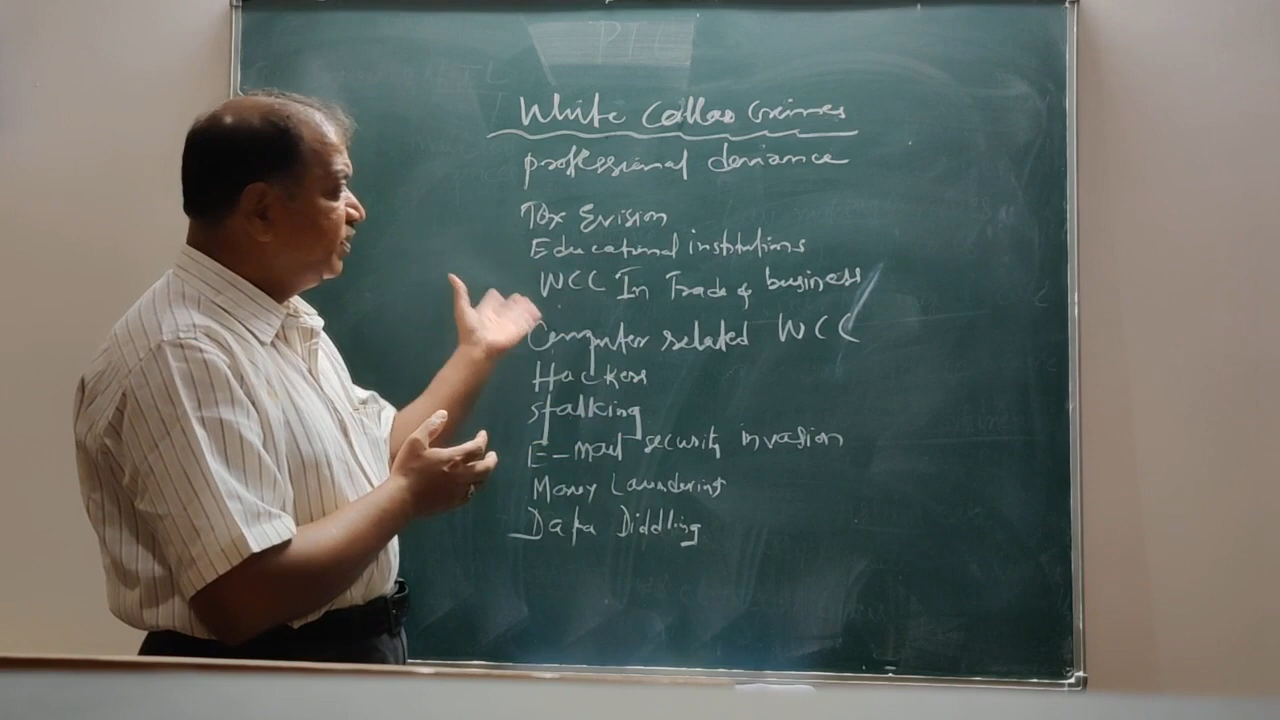 PIL
White Collar Crimes
professional deviance
Tax Evision
Educational institutions
WCC In Trade & business
Computer related WCC
Hackers
stalking
E-mail security invasion
Money Laundering
Data Diddling